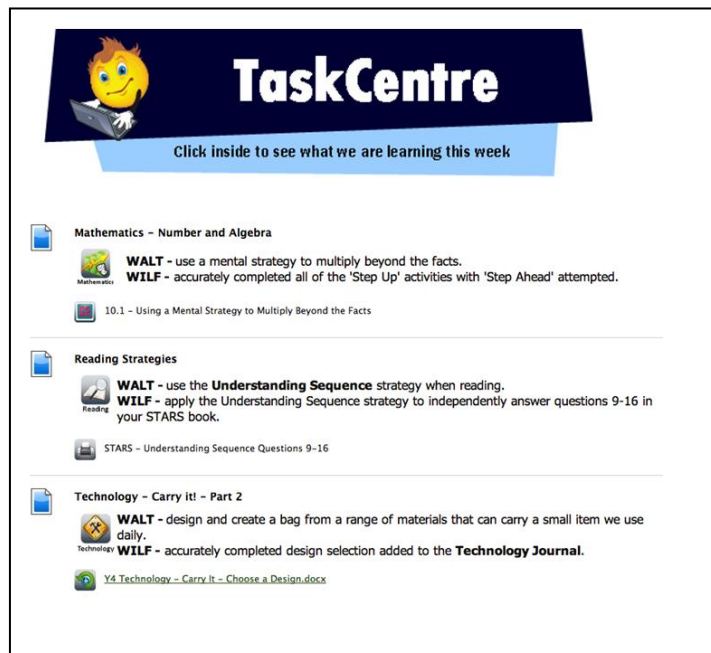 TaskCentre
Click inside to see what we are learning this week
Mathematics - Number and Algebra
WALT - use a mental strategy to multiply beyond the facts.
Mathematics
WILF - accurately completed all of the 'Step Up' activities with 'Step Ahead' attempted.
10.1 - Using a Mental Strategy to Multiply Beyond the Facts
Reading Strategies
WALT - use the Understanding Sequence strategy when reading.
Reading
WILF - apply the Understanding Sequence strategy to independently answer questions 9-16 in
your STARS book.
STARS - Understanding Sequence Questions 9-16
Technology - Carry it! - Part 2
WALT - design and create a bag from a range of materials that can carry a small item we use
daily.
Technology
WILF - accurately completed design selection added to the Technology Journal.
Y4 Technology - Carry It - Choose a Design.docx